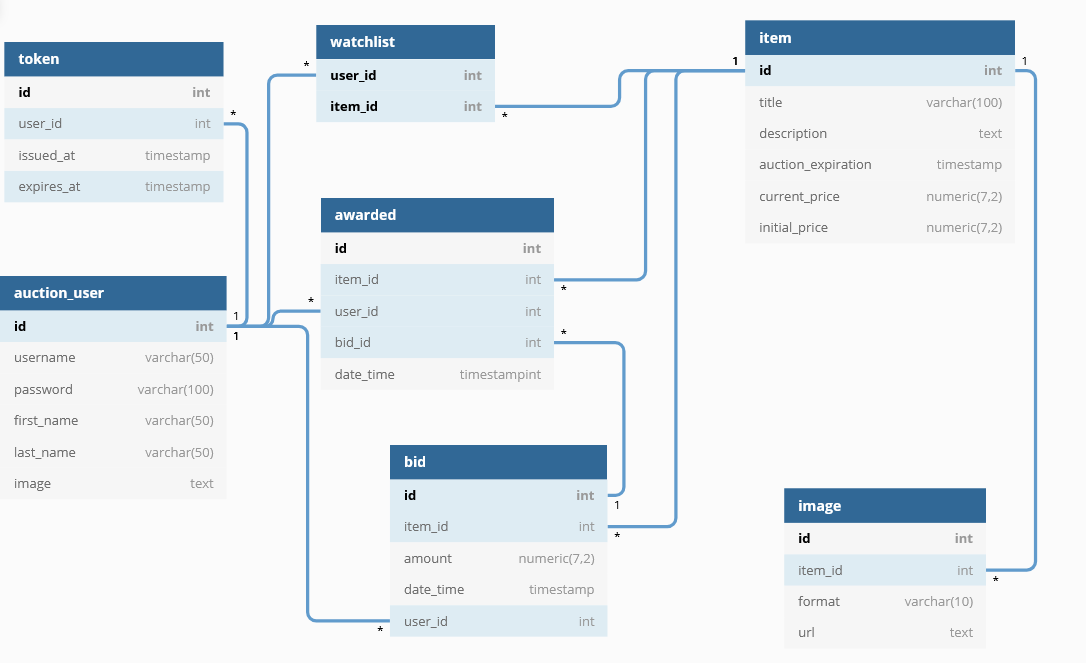 token
id int
user_id int
issued_at timestamp
expires_at timestamp
auction_user
id int
username varchar(50)
password varchar(100)
first_name varchar(50)
last_name varchar(50)
image text
watchlist
user_id int
item_id int
awarded
id int
item_id int
user_id int
bid_id int
date_time timestampint
bid
id int
item_id int
amount numeric(7,2)
date_time timestamp
user_id int
item
id int
title varchar(100)
description text
auction_expiration timestamp
current_price numeric(7,2)
initial_price numeric(7,2)
image
id int
item_id int
format varchar(10)
url text
*
1
1
*
*
*
*
*
1
*
*
1
1
*